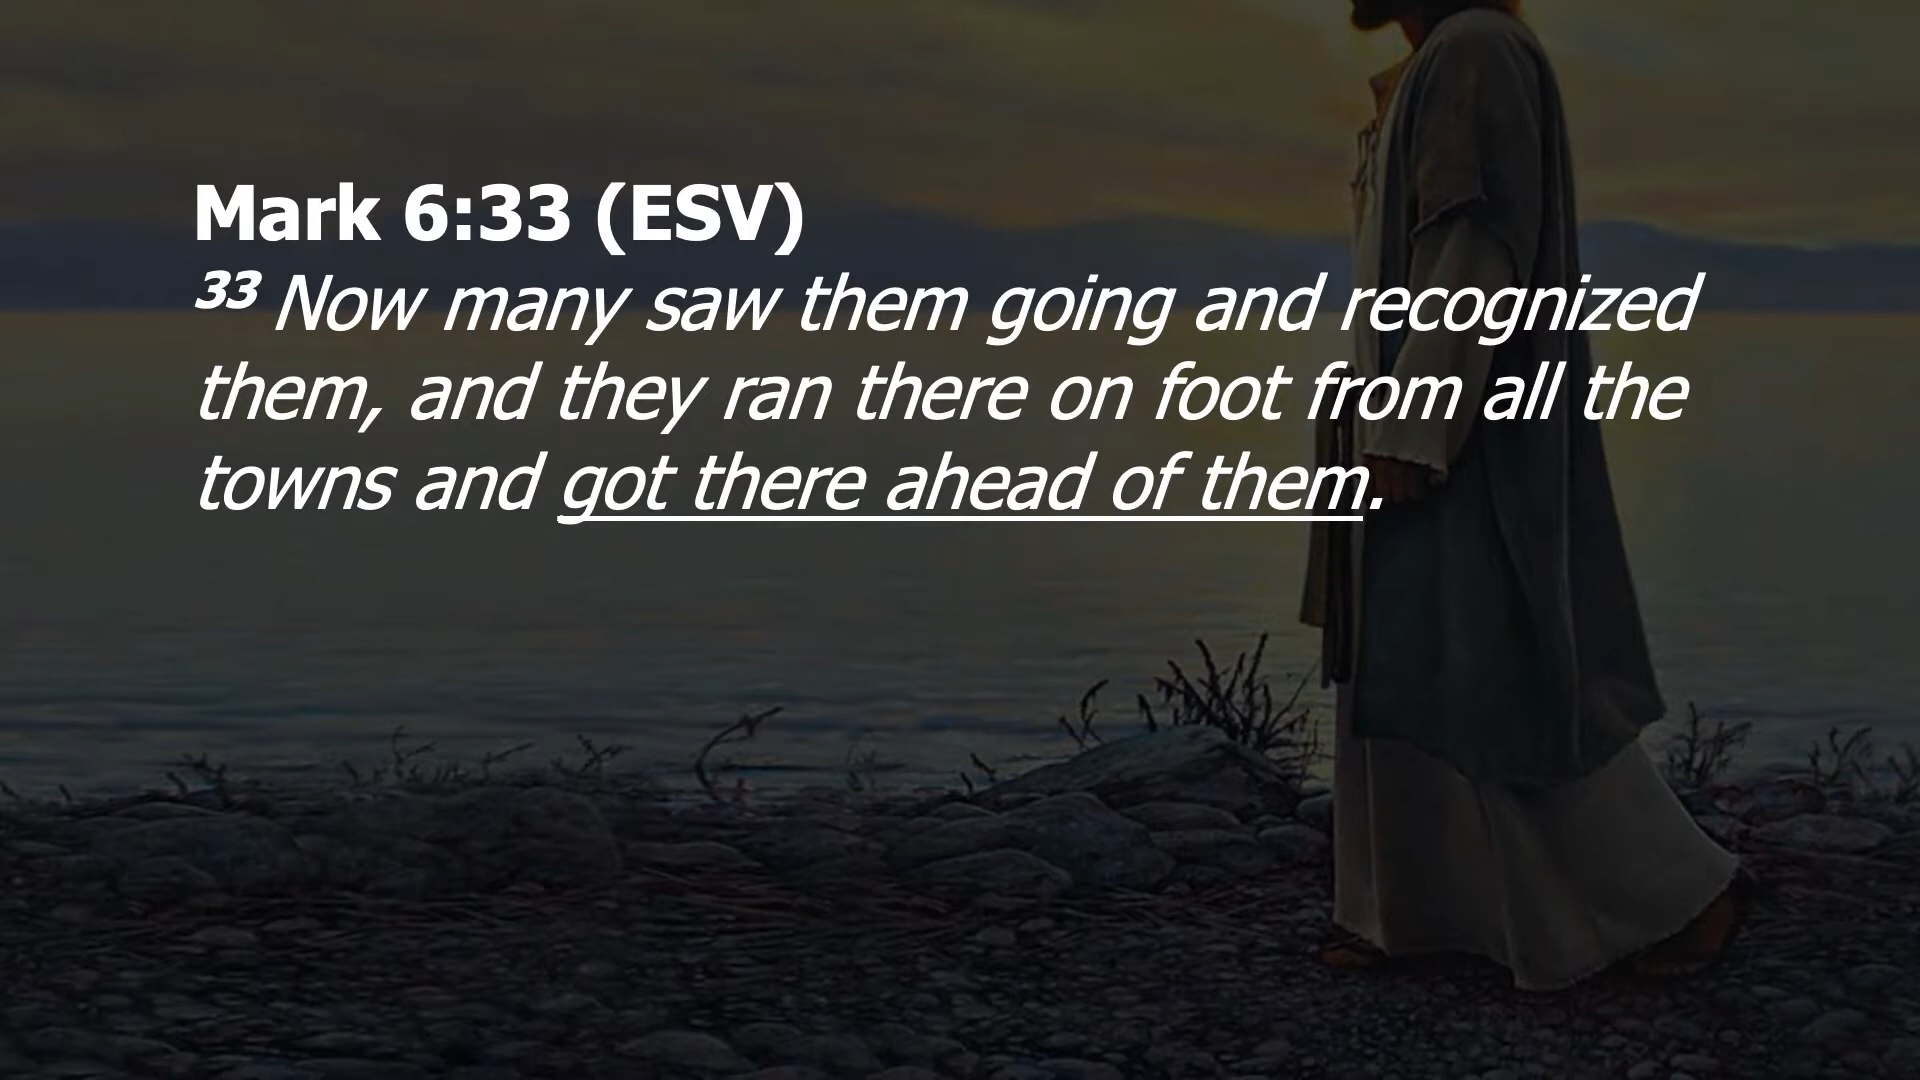 Mark 6:33 (ESV)
33 Now many saw them going and recognized
them, and they ran there on foot from all the
towns and got there ahead of them.